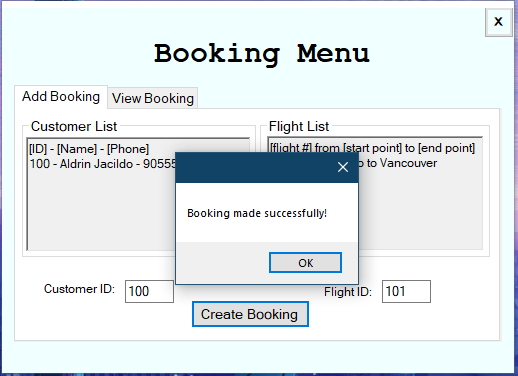 x
Booking Menu
Add Booking
View Booking
Customer List
Flight List
[ID] - [Name] - [Phone]
100 - Aldrin Jacildo - 90555
[flight #] from [start point] to [end point]
to Vancouver
Booking made successfully!
OK
Customer ID: 100
Flight ID: 101
Create Booking